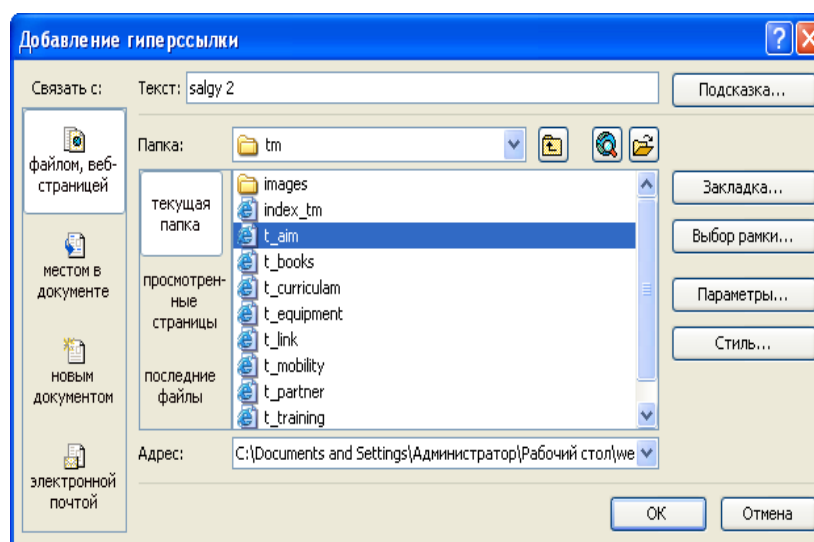 Добавление гиперссылки
Связать с:
Текст: salgy 2
Подсказка...
файлом, веб-
страницей
Папка: tm
текущая
папка
images
index_tm
t_aim
t_books
t_curriculam
t_equipment
t_link
t_mobility
t_partner
t_training
Закладка...
Выбор рамки...
местом в
документе
просмотрен-
ные
страницы
Параметры...
Стиль...
новым
документом
последние
файлы
Адрес: C:\Documents and Settings\Администратор\Рабочий стол\we
электронной
почтой
ОК
Отмена